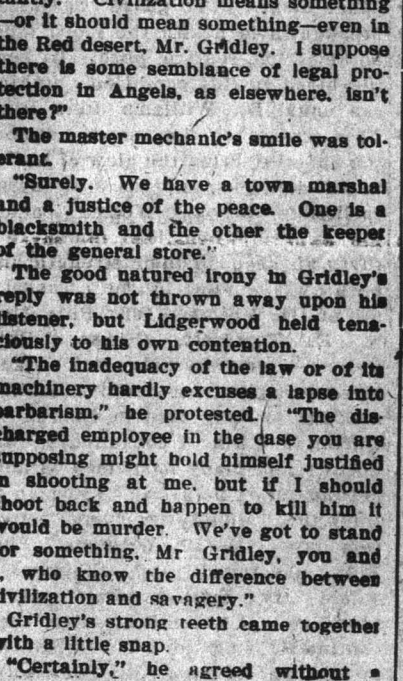 tantly. Civilization means something
—or it should mean something—even in
the Red desert, Mr. Gridley. I suppose
there is some semblance of legal pro-
tection in Angels, as elsewhere, isn't
there?"
The master mechanic's smile was tol-
erant.
"Surely. We have a town marshal
and a justice of the peace. One is a
blacksmith and the other the keeper
of the general store."
The good natured irony in Gridley's
reply was not thrown away upon his
listener, but Lidgerwood held tena-
ciously to his own contention.
"The inadequacy of the law or of its
machinery hardly excuses a lapse into
barbarism," he protested. "The dis-
charged employee in the case you are
supposing might hold himself justified
in shooting at me, but if I should
shoot back and happen to kill him it
would be murder. We've got to stand
for something, Mr Gridley, you and
I, who know the difference between
civilization and savagery."
Gridley's strong teeth came together
with a little snap.
"Certainly," he agreed without a